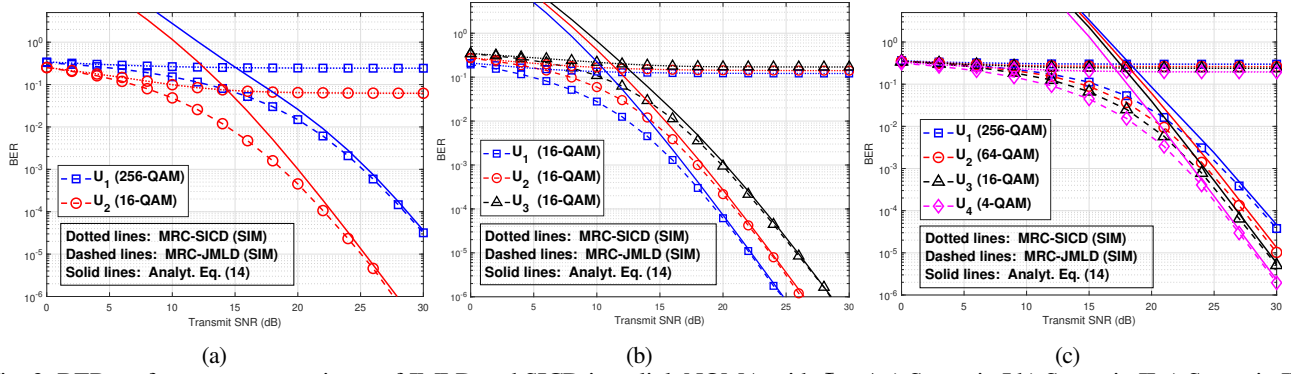 BER
10^0
10^-1
10^-2
10^-3
10^-4
10^-5
10^-6
U1 (256-QAM)
U2 (16-QAM)
Dotted lines: MRC-SICD (SIM)
Dashed lines: MRC-JMLD (SIM)
Solid lines: Analyt. Eq. (14)
0 5 10 15 20 25 30
Transmit SNR (dB)
(a)
BER
10^0
10^-1
10^-2
10^-3
10^-4
10^-5
10^-6
U1 (16-QAM)
U2 (16-QAM)
U3 (16-QAM)
Dotted lines: MRC-SICD (SIM)
Dashed lines: MRC-JMLD (SIM)
Solid lines: Analyt. Eq. (14)
0 5 10 15 20 25 30
Transmit SNR (dB)
(b)
BER
10^0
10^-1
10^-2
10^-3
10^-4
10^-5
10^-6
U1 (256-QAM)
U2 (64-QAM)
U3 (16-QAM)
U4 (4-QAM)
Dotted lines: MRC-SICD (SIM)
Dashed lines: MRC-JMLD (SIM)
Solid lines: Analyt. Eq. (14)
0 5 10 15 20 25 30
Transmit SNR (dB)
(c)